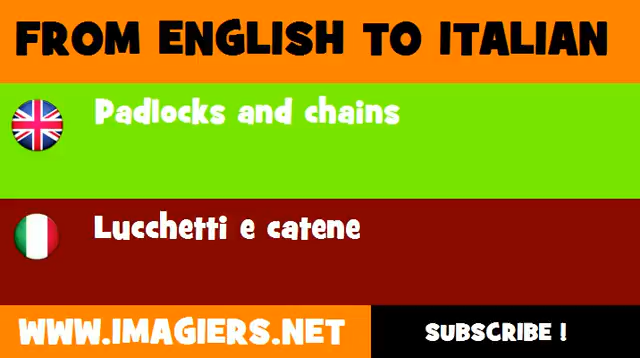 FROM ENGLISH TO ITALIAN
Padlocks and chains
Lucchetti e catene
WWW.IMAGIERS.NET
SUBSCRIBE !